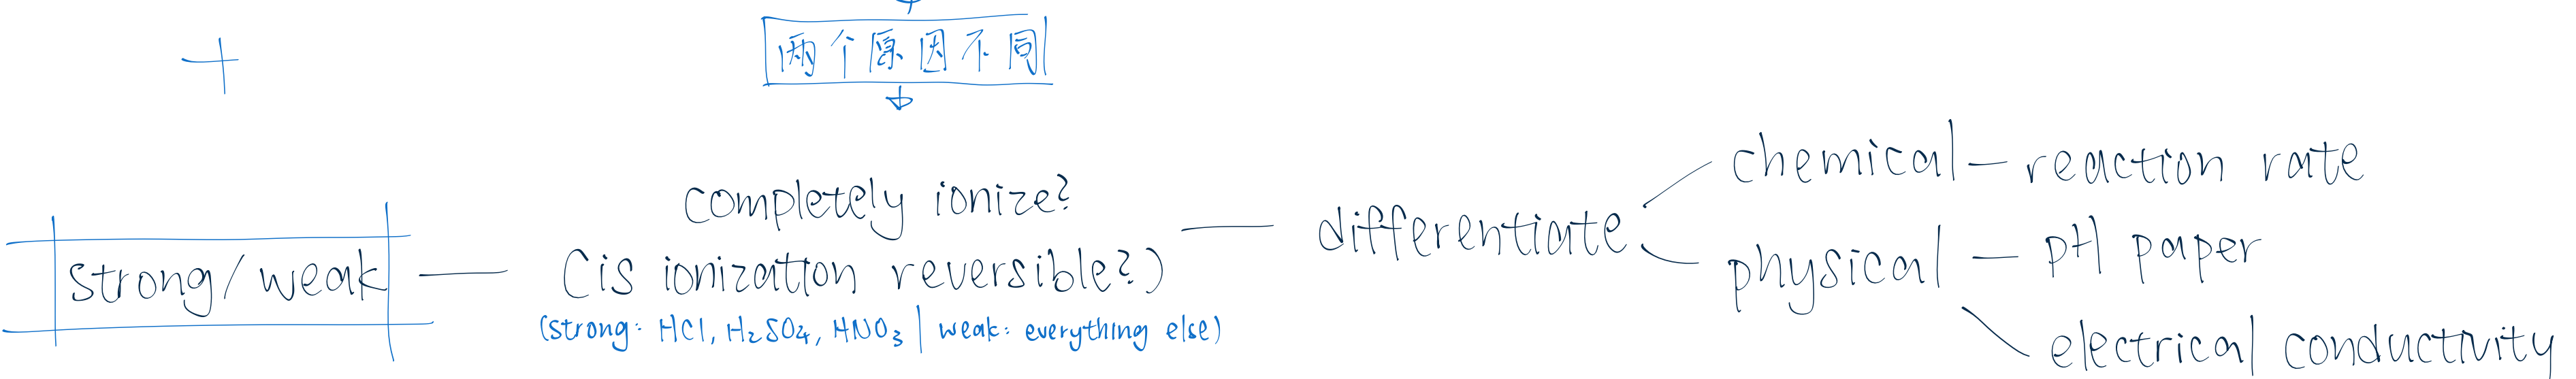 两个原因不同
chemical — reaction rate
completely ionize?
differentiate
strong/weak — (is ionization reversible?)
physical — pH paper
(strong: HCl, H₂SO₄, HNO₃ | weak: everything else)
electrical conductivity